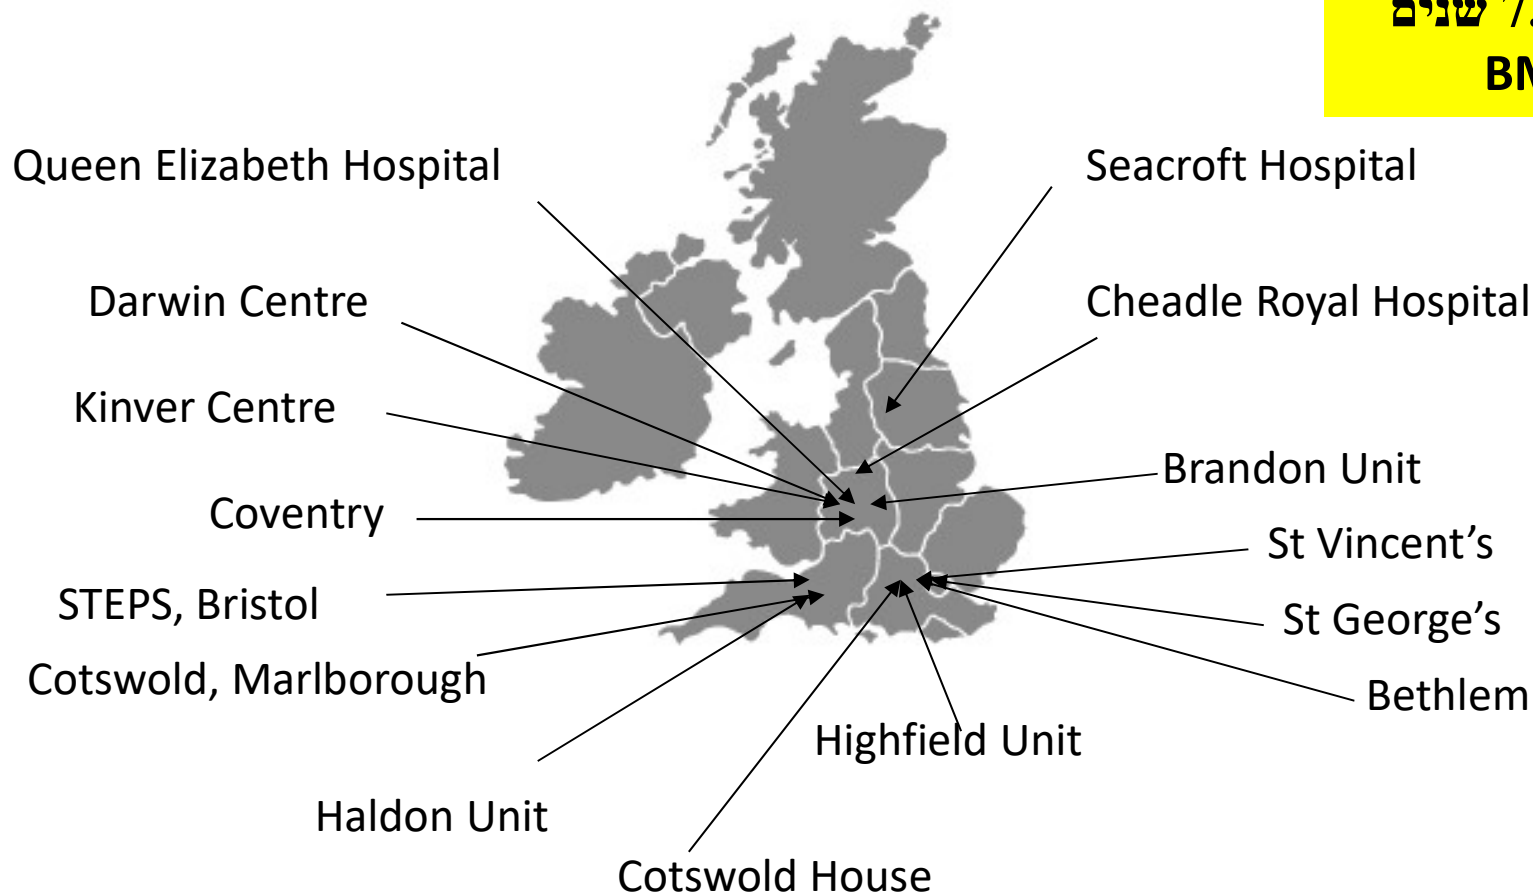 שנים
Queen Elizabeth Hospital
Seacroft Hospital
Darwin Centre
Cheadle Royal Hospital
Kinver Centre
Brandon Unit
Coventry
St Vincent’s
STEPS, Bristol
St George’s
Cotswold, Marlborough
Bethlem
Highfield Unit
Haldon Unit
Cotswold House